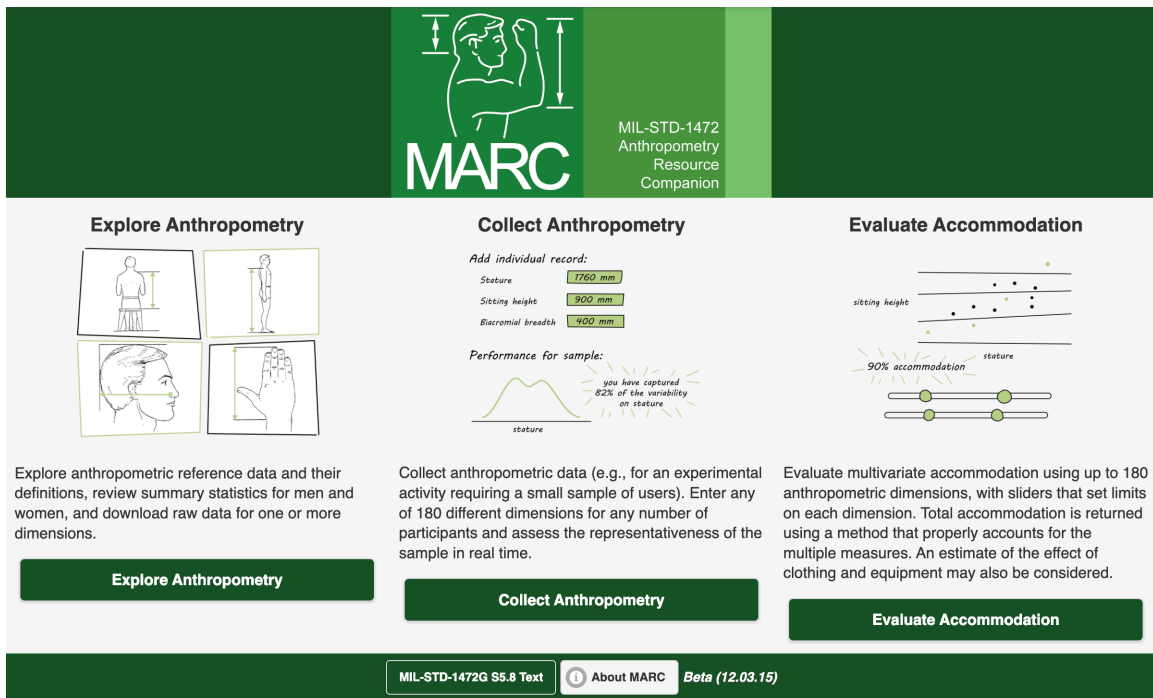 MARC
MIL-STD-1472
Anthropometry
Resource
Companion
Explore Anthropometry
Explore anthropometric reference data and their
definitions, review summary statistics for men and
women, and download raw data for one or more
dimensions.
Explore Anthropometry
Collect Anthropometry
Add individual record:
Stature 1760 mm
Sitting height 900 mm
Biacromial breadth 400 mm
Performance for sample:
you have captured
82% of the variability
on stature
stature
Collect anthropometric data (e.g., for an experimental
activity requiring a small sample of users). Enter any
of 180 different dimensions for any number of
participants and assess the representativeness of the
sample in real time.
Collect Anthropometry
Evaluate Accommodation
sitting height
stature
90% accommodation
Evaluate multivariate accommodation using up to 180
anthropometric dimensions, with sliders that set limits
on each dimension. Total accommodation is returned
using a method that properly accounts for the
multiple measures. An estimate of the effect of
clothing and equipment may also be considered.
Evaluate Accommodation
MIL-STD-1472G S5.8 Text
i About MARC
Beta (12.03.15)